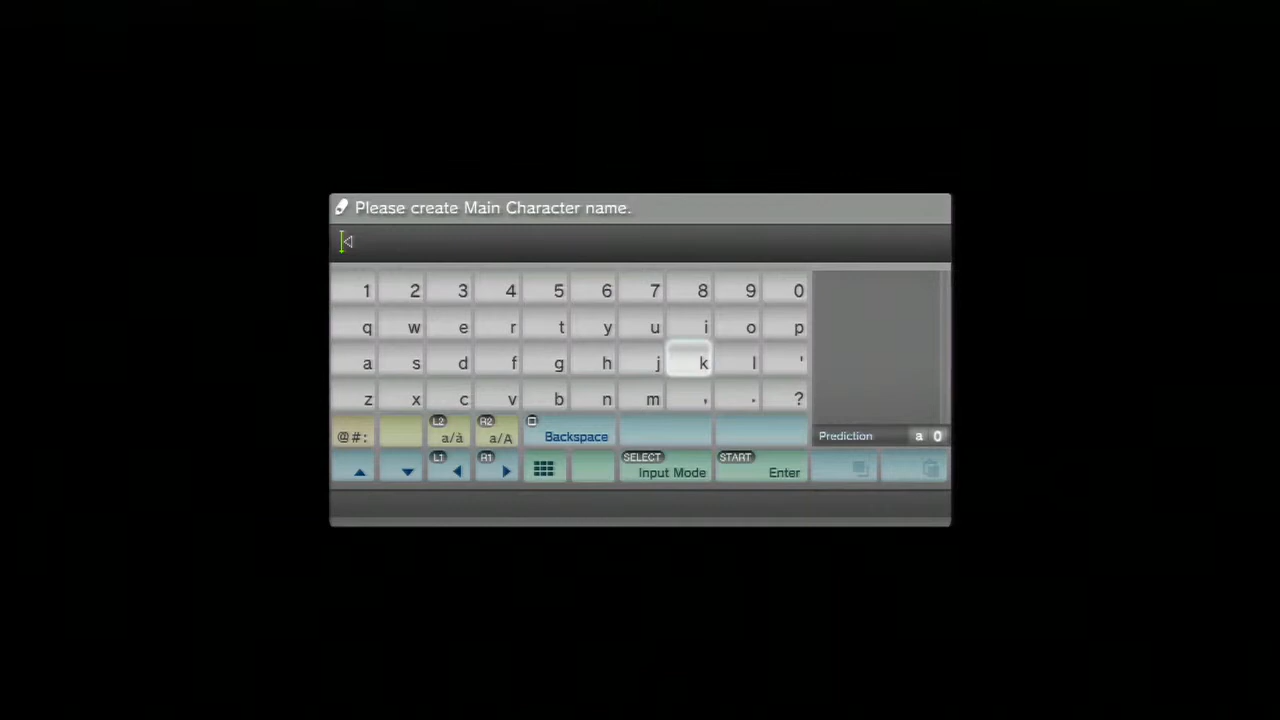 Please create Main Character name.
1 2 3 4 5 6 7 8 9 0
q w e r t y u i o p
a s d f g h j k l '
z x c v b n m , . ?
@#: L2 a/à R2 a/A Backspace Prediction a 0
L1 R1 SELECT Input Mode START Enter